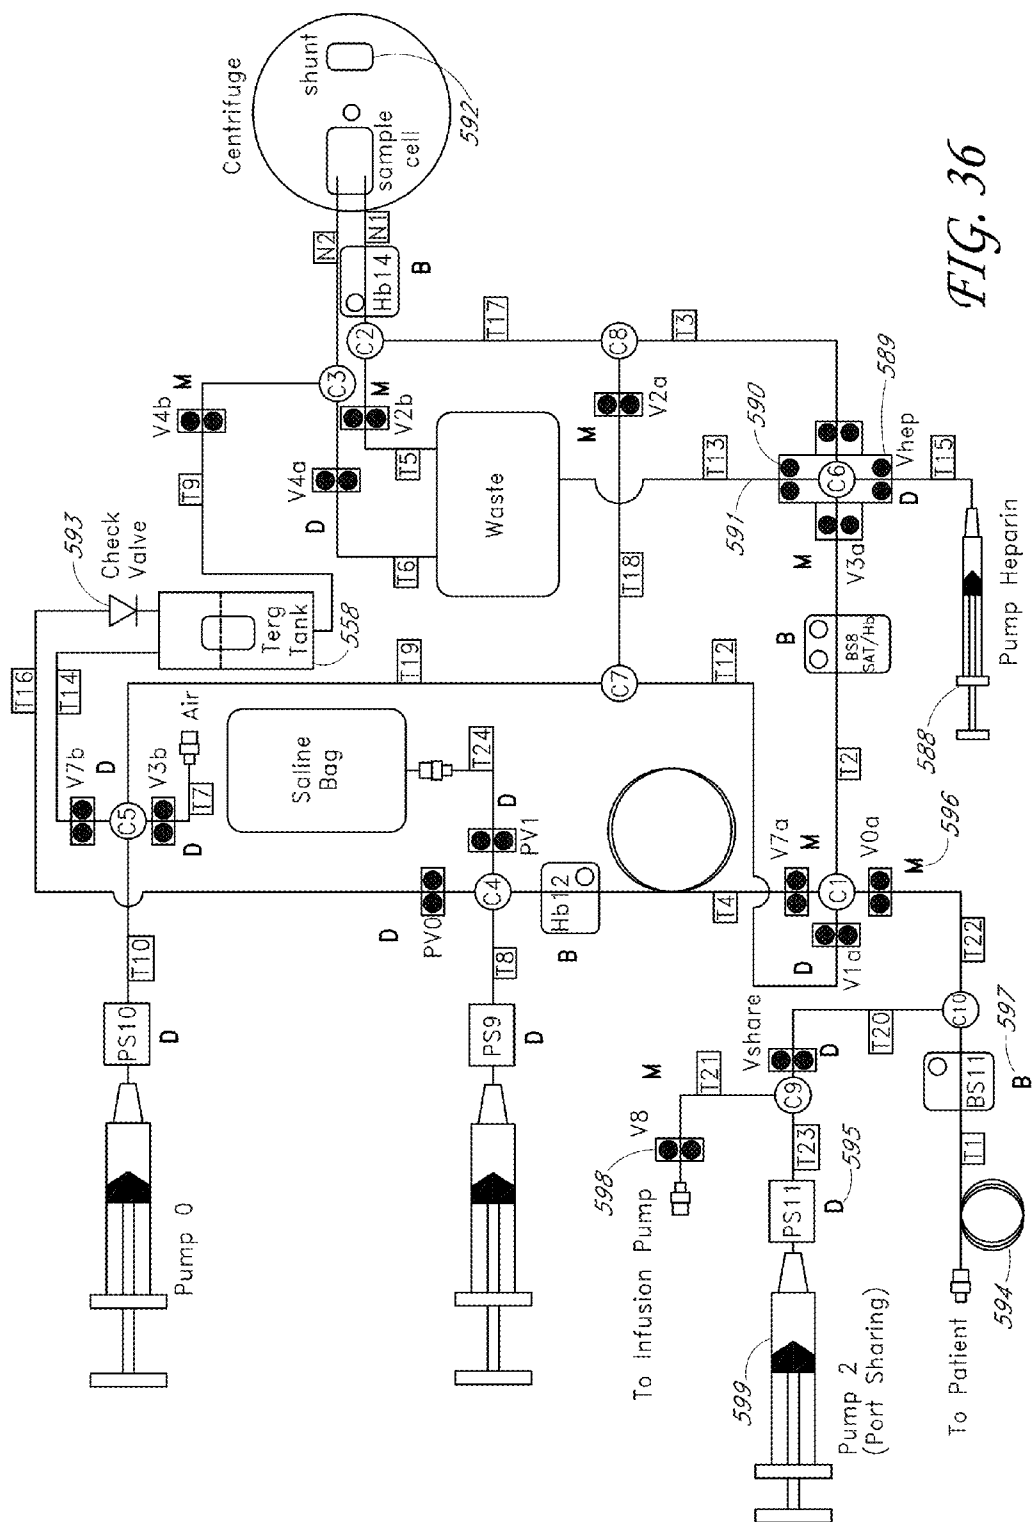 Centrifuge
shunt
592
sample
cell
N2
N1
Hb14
B
C2
C3
T17
C8
T3
V4b
M
M
V2b
V2a
M
T9
V4a
D
T5
T6
Waste
T13
590
589
591
C6
Vhep
D
T15
V3a
M
T18
593
Check
Valve
Terg
Tank
558
T16
T14
T19
C7
T12
BS8
SAT/Hb
B
Pump Heparin
588
V7b
D
V3b
D
Air
T7
C5
Saline
Bag
T24
D
PV1
C4
PV0
D
Hb12
B
T4
T2
V7a
M
C1
V0a
M
596
V1a
D
T22
T10
PS10
D
T8
PS9
D
Vshare
D
T20
C10
597
B
BS11
T1
594
To Patient
T21
M
V8
598
C9
T23
PS11
D
595
To Infusion Pump
599
Pump 2
(Port Sharing)
Pump 0
FIG. 36